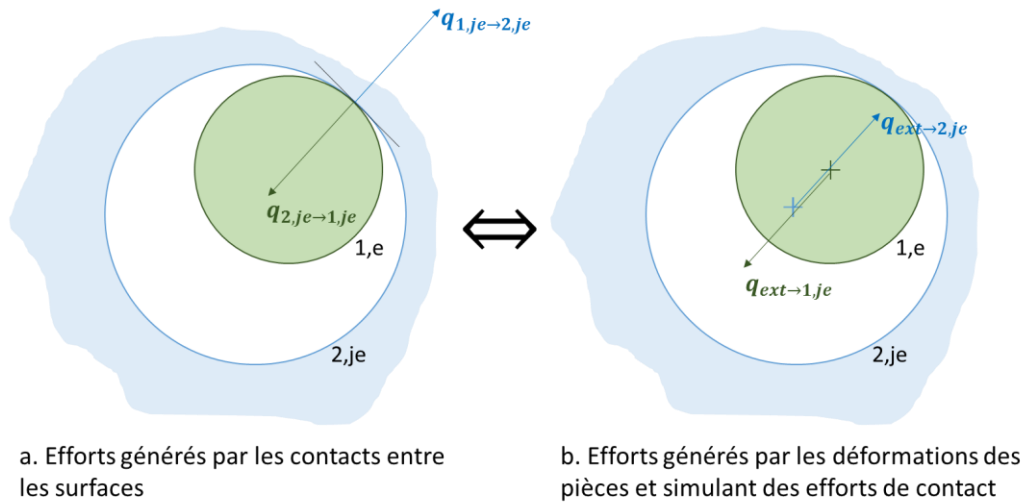 q1,je→2,je
q2,je→1,je
1,e
2,je
qext→2,je
1,e
qext→1,je
2,je
a. Efforts générés par les contacts entre
les surfaces
b. Efforts générés par les déformations des
pièces et simulant des efforts de contact